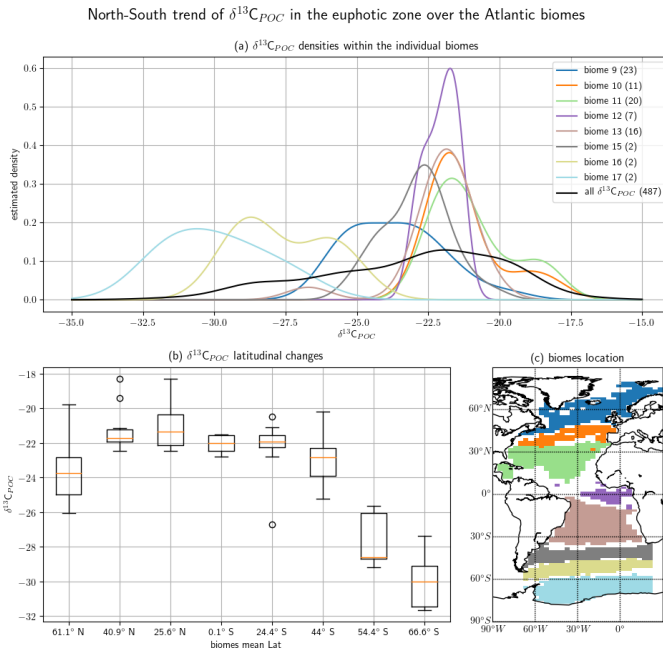 North-South trend of δ¹³C_POC in the euphotic zone over the Atlantic biomes
(a) δ¹³C_POC densities within the individual biomes
estimated density
0.6
0.5
0.4
0.3
0.2
0.1
0.0
biome 9 (23)
biome 10 (11)
biome 11 (20)
biome 12 (7)
biome 13 (16)
biome 15 (2)
biome 16 (2)
biome 17 (2)
all δ¹³C_POC (487)
−35.0 −32.5 −30.0 −27.5 −25.0 −22.5 −20.0 −17.5 −15.0
δ¹³C_POC
(b) δ¹³C_POC latitudinal changes
δ¹³C_POC
−18
−20
−22
−24
−26
−28
−30
−32
61.1° N 40.9° N 25.6° N 0.1° S 24.4° S 44° S 54.4° S 66.6° S
biomes mean Lat
(c) biomes location
60°N
30°N
0°
30°S
60°S
90°S
90°W 60°W 30°W 0°